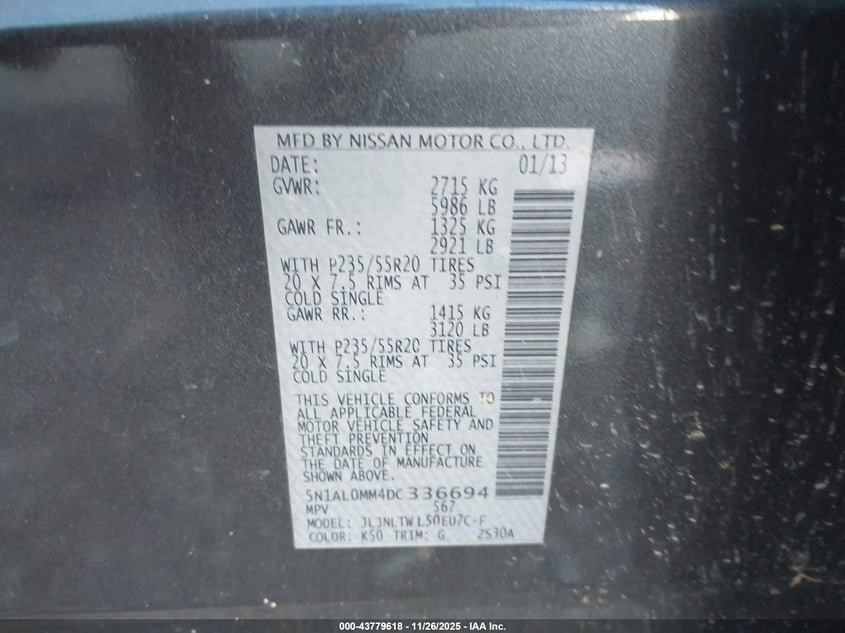 MFD BY NISSAN MOTOR CO., LTD.
DATE: 01/13
GVWR: 2715 KG
5986 LB
GAWR FR.: 1325 KG
2921 LB
WITH P235/55R20 TIRES
20 X 7.5 RIMS AT 35 PSI
COLD SINGLE
GAWR RR.: 1415 KG
3120 LB
WITH P235/55R20 TIRES
20 X 7.5 RIMS AT 35 PSI
COLD SINGLE
THIS VEHICLE CONFORMS TO
ALL APPLICABLE FEDERAL
MOTOR VEHICLE SAFETY AND
THEFT PREVENTION
STANDARDS IN EFFECT ON
THE DATE OF MANUFACTURE
SHOWN ABOVE.
5N1AL0MM4DC336694
MPV 567
MODEL: JLJNLTWL50EU7C-F
COLOR: K50 TRIM: G 2S30A
000-43779618 - 11/26/2025 - IAA Inc.